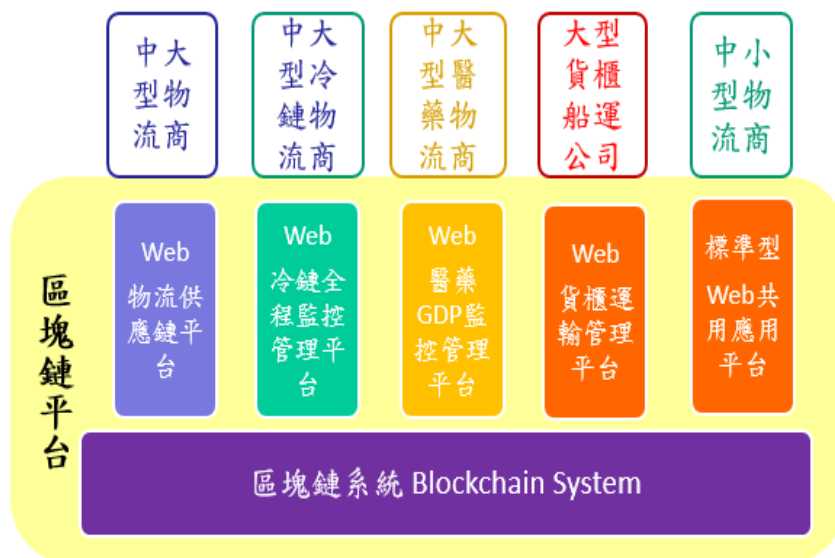 中大
型物
流商
中大
型冷
鏈物
流商
中大
型醫
藥物
流商
大型
貨櫃
船運
公司
中小
型物
流商
區塊鏈平台
Web
物流供
應鏈平
台
Web
冷鏈全
程監控
管理平
台
Web
醫藥
GDP監
控管理
平台
Web
貨櫃運
輸管理
平台
標準型
Web共
用應用
平台
區塊鏈系統 Blockchain System